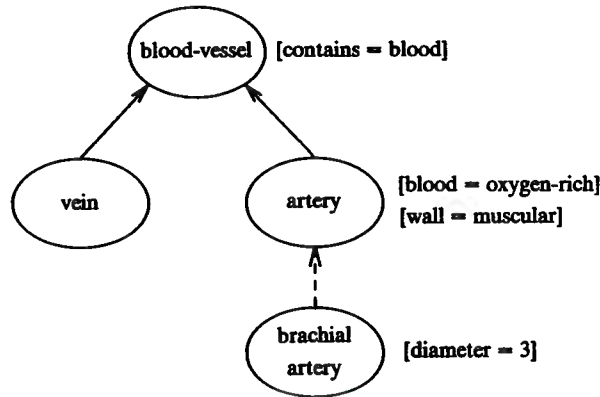 blood-vessel [contains = blood]
vein
artery
[blood = oxygen-rich]
[wall = muscular]
brachial
artery
[diameter = 3]